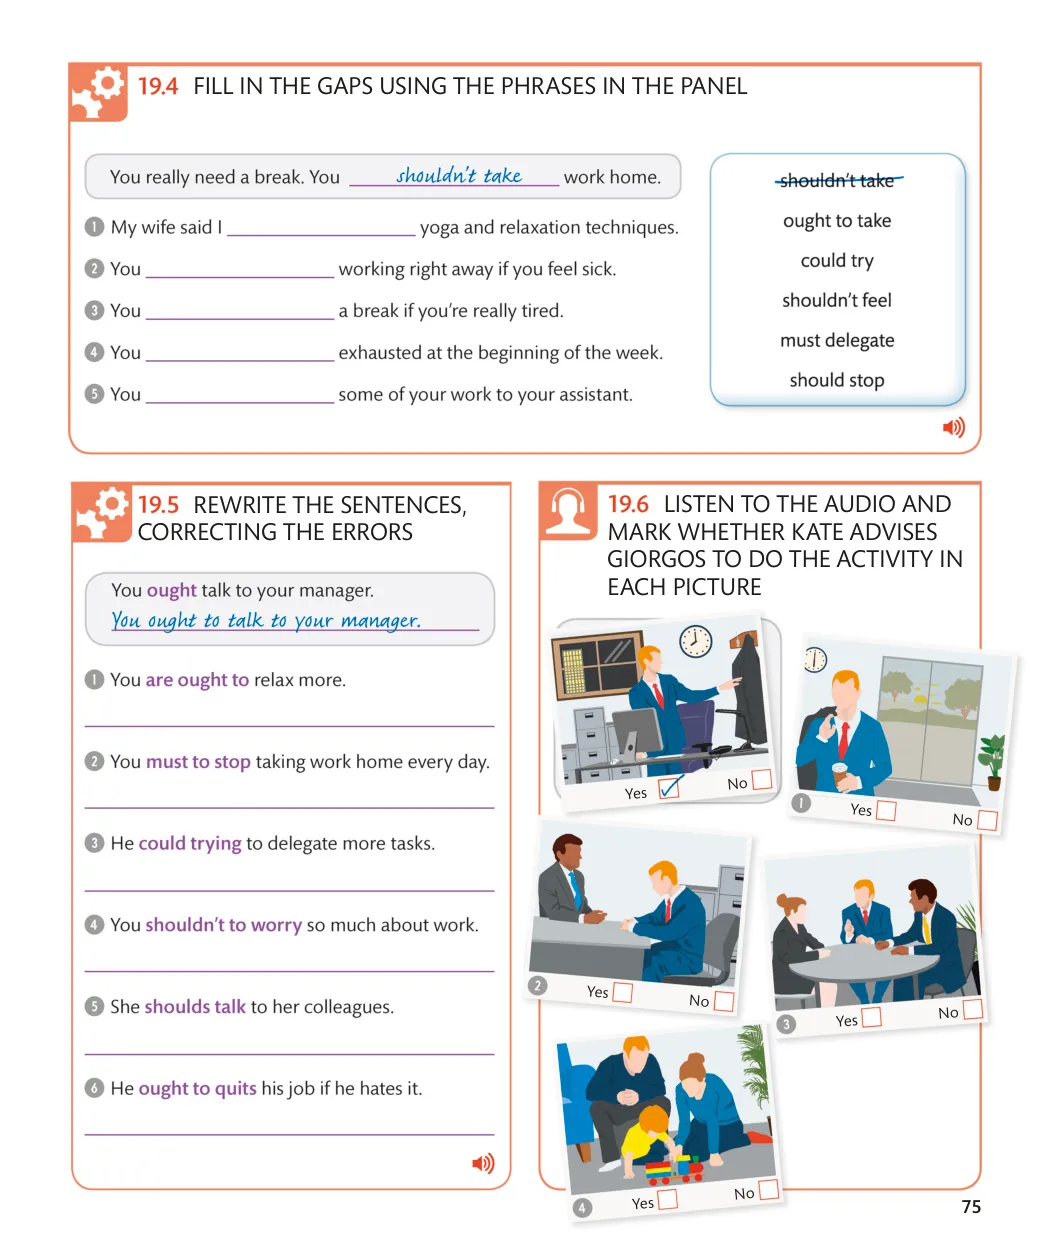 19.4 FILL IN THE GAPS USING THE PHRASES IN THE PANEL
You really need a break. You shouldn't take work home.
1 My wife said I ____ yoga and relaxation techniques.
2 You ____ working right away if you feel sick.
3 You ____ a break if you're really tired.
4 You ____ exhausted at the beginning of the week.
5 You ____ some of your work to your assistant.
shouldn't take
ought to take
could try
shouldn't feel
must delegate
should stop
19.5 REWRITE THE SENTENCES,
CORRECTING THE ERRORS
You ought talk to your manager.
You ought to talk to your manager.
1 You are ought to relax more.
2 You must to stop taking work home every day.
3 He could trying to delegate more tasks.
4 You shouldn't to worry so much about work.
5 She shoulds talk to her colleagues.
6 He ought to quits his job if he hates it.
19.6 LISTEN TO THE AUDIO AND
MARK WHETHER KATE ADVISES
GIORGOS TO DO THE ACTIVITY IN
EACH PICTURE
Yes No
1 Yes No
2 Yes No
3 Yes No
4 Yes No
75